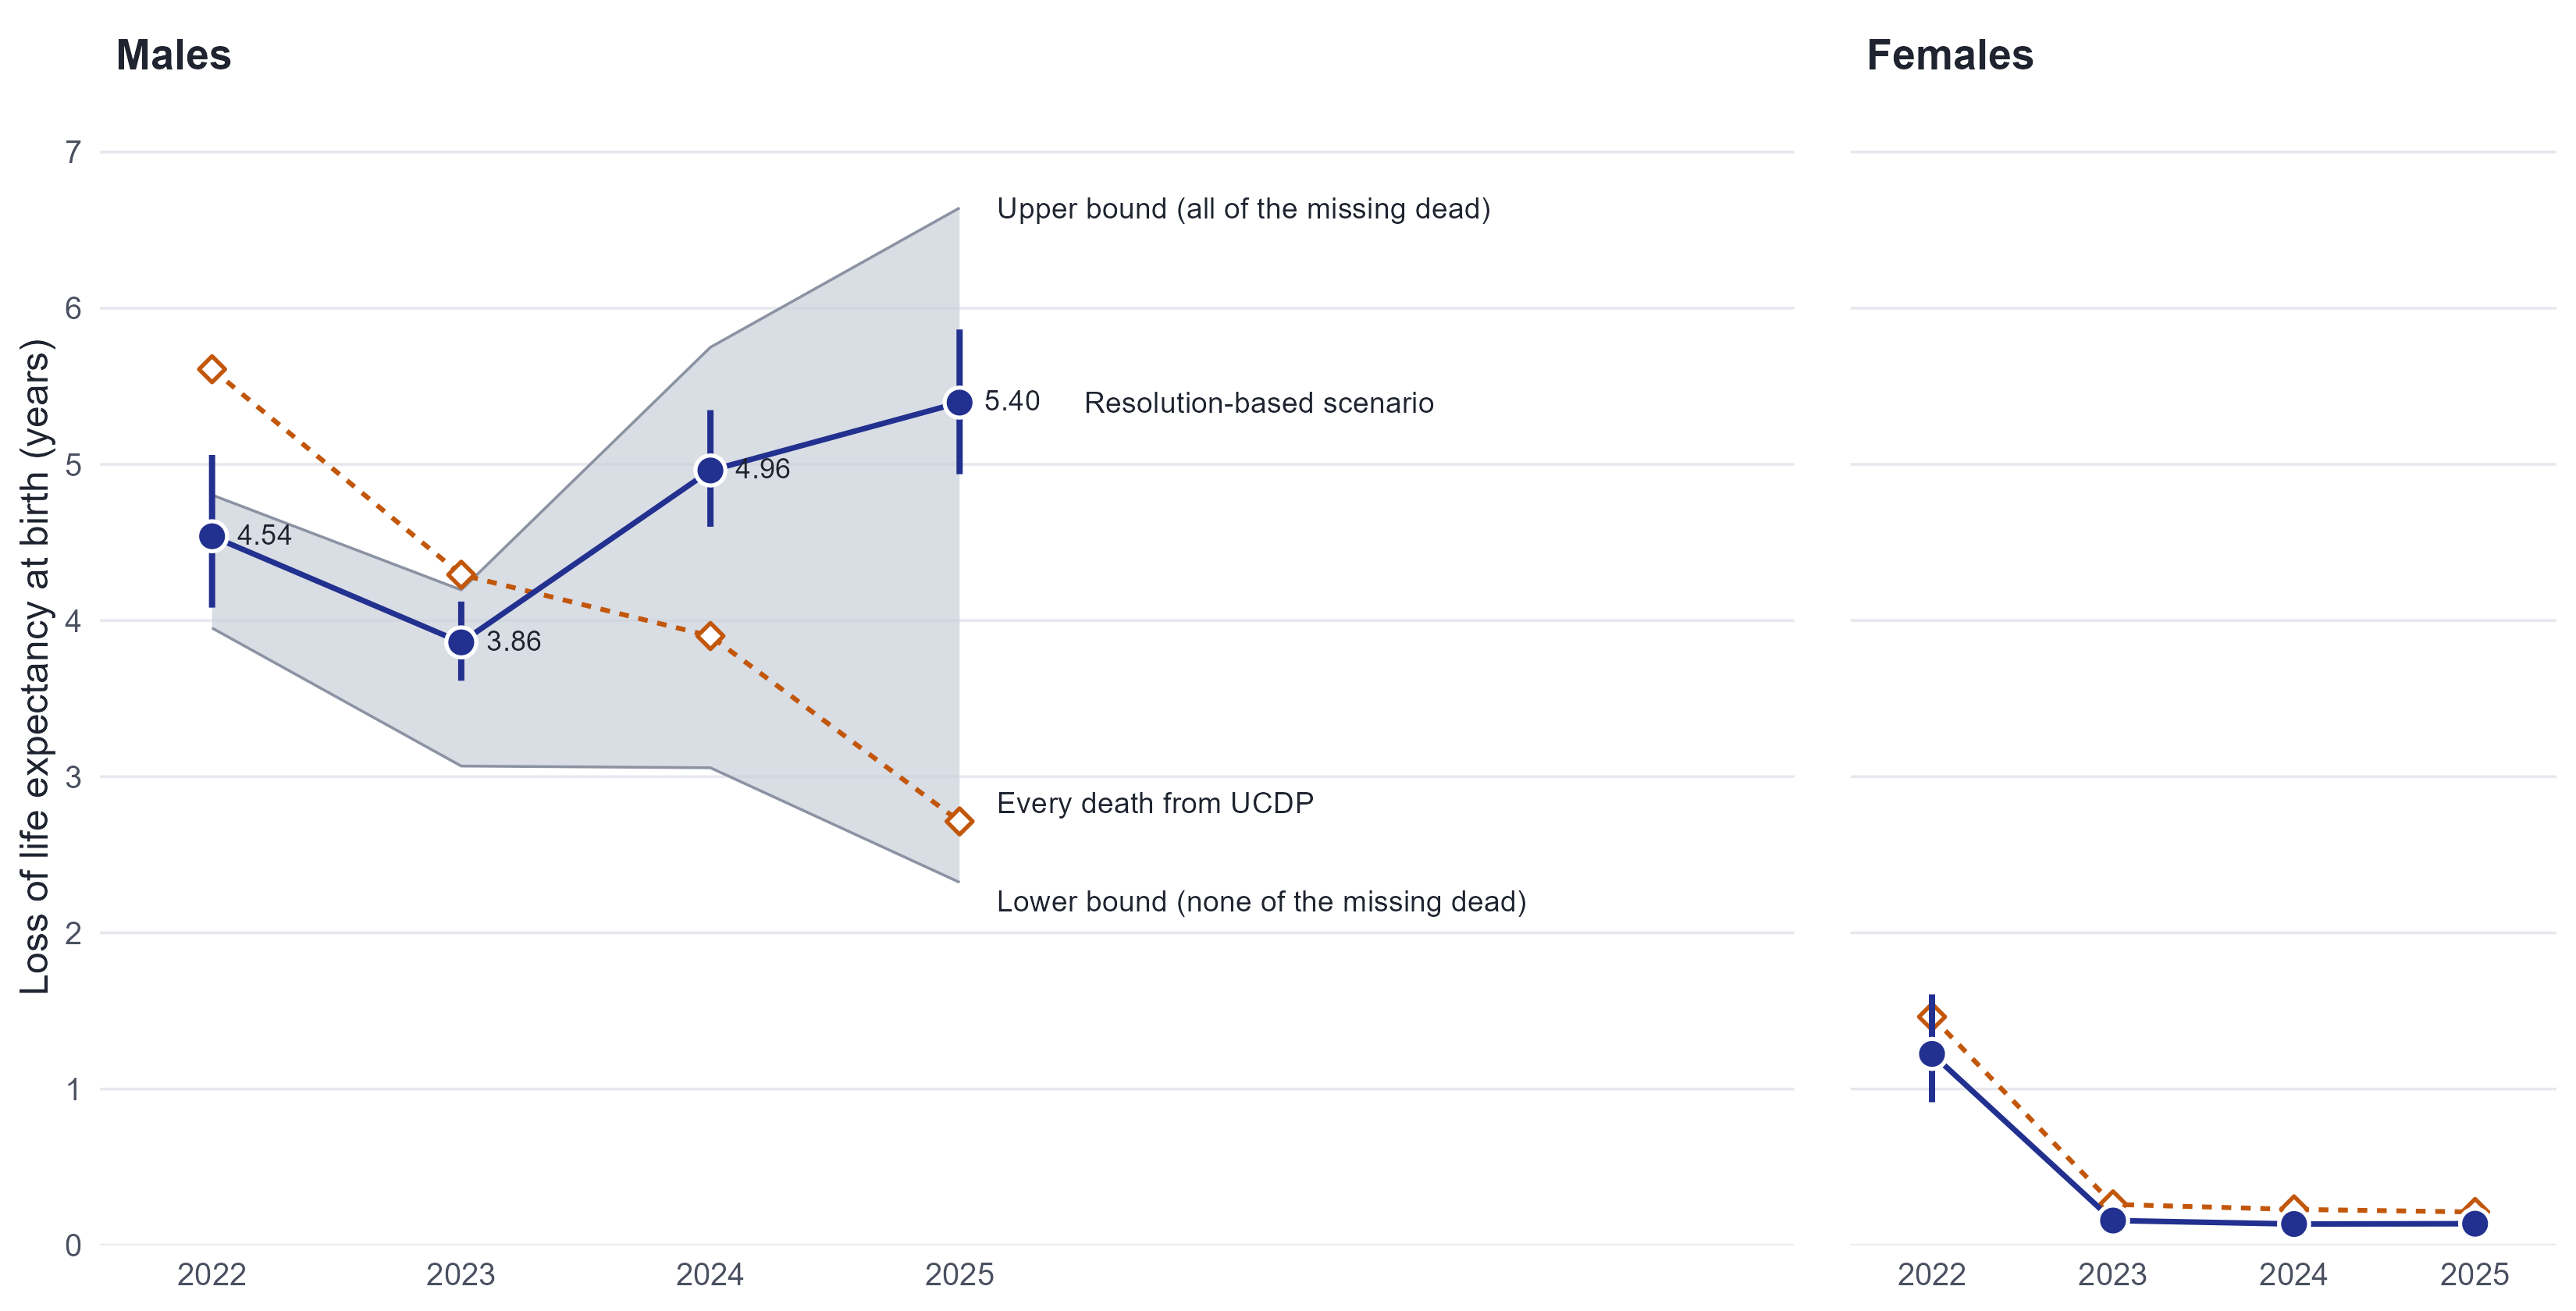 Males
Females
Loss of life expectancy at birth (years)
7
6
5
4
3
2
1
0
Upper bound (all of the missing dead)
5.40
Resolution-based scenario
4.96
4.54
3.86
Every death from UCDP
Lower bound (none of the missing dead)
2022 2023 2024 2025
2022 2023 2024 2025